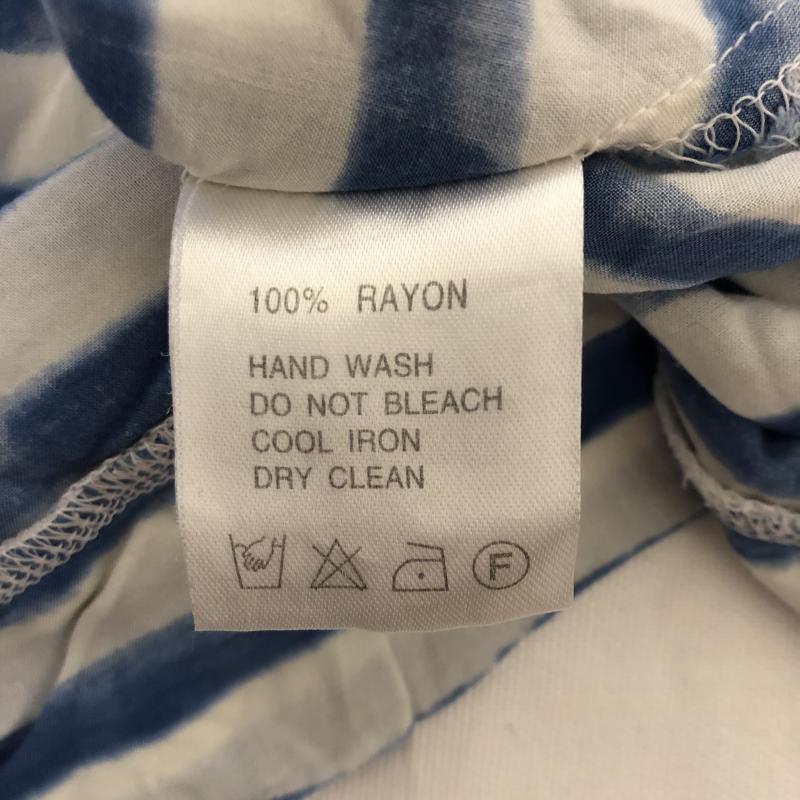 100% RAYON
HAND WASH
DO NOT BLEACH
COOL IRON
DRY CLEAN
F